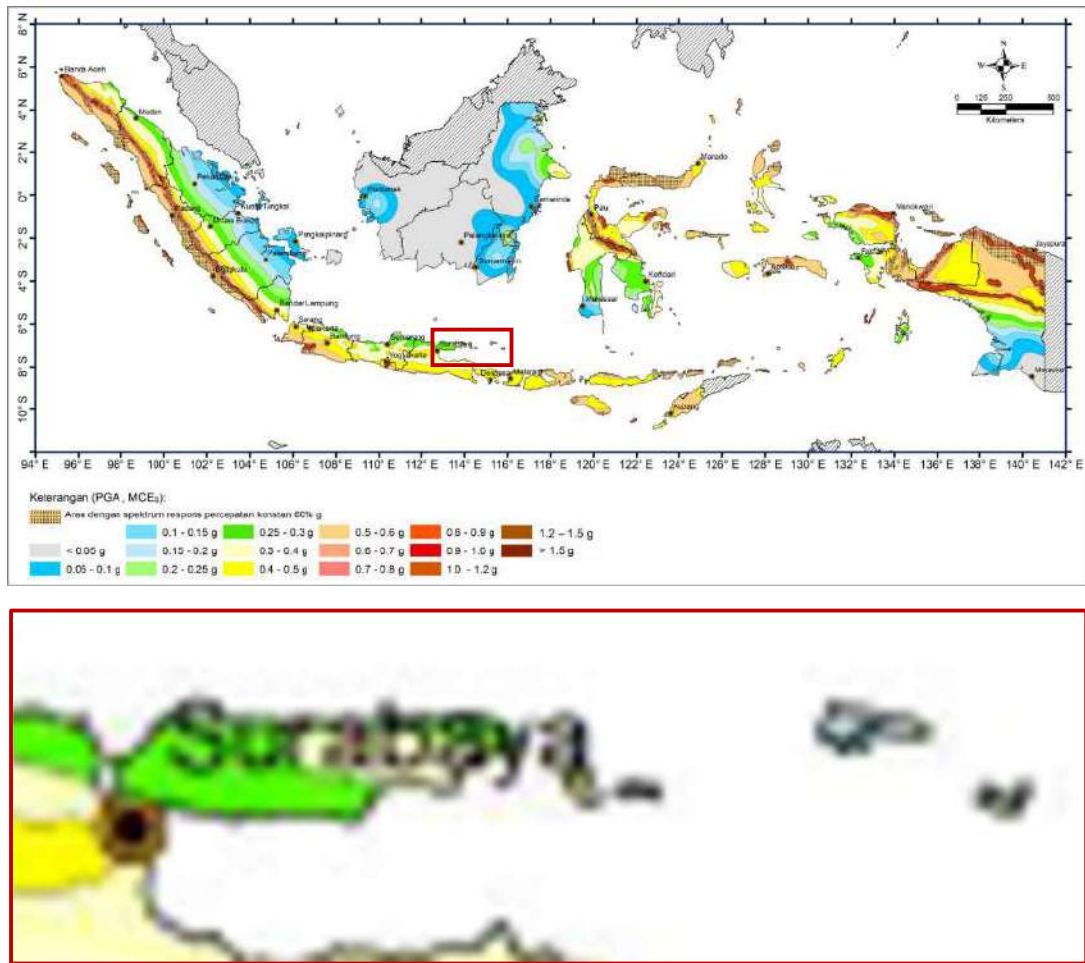 8° N
6° N
4° N
2° N
0°
2° S
4° S
6° S
8° S
10° S
N
W E
S
0 125 250 500
Kilometers
Banda Aceh
Medan
Padang
Bengkulu
Palembang
Pangkalpinang
Bandar Lampung
Serang
Bandung
Semarang
Yogyakarta
Surabaya
Denpasar
Mataram
Pontianak
Samarinda
Makassar
Kendari
Palu
Manado
Kupang
Manokwari
Jayapura
94° E 96° E 98° E 100° E 102° E 104° E 106° E 108° E 110° E 112° E 114° E 116° E 118° E 120° E 122° E 124° E 126° E 128° E 130° E 132° E 134° E 136° E 138° E 140° E 142° E
Keterangan (PGA, MCEG):
Area dengan spektrum respons percepatan konstan 60% g
0.1 - 0.15 g 0.25 - 0.3 g 0.5 - 0.6 g 0.8 - 0.9 g 1.2 – 1.5 g
< 0.05 g 0.15 - 0.2 g 0.3 - 0.4 g 0.6 - 0.7 g 0.9 - 1.0 g > 1.5 g
0.05 - 0.1 g 0.2 - 0.25 g 0.4 - 0.5 g 0.7 - 0.8 g 1.0 - 1.2 g
Surabaya